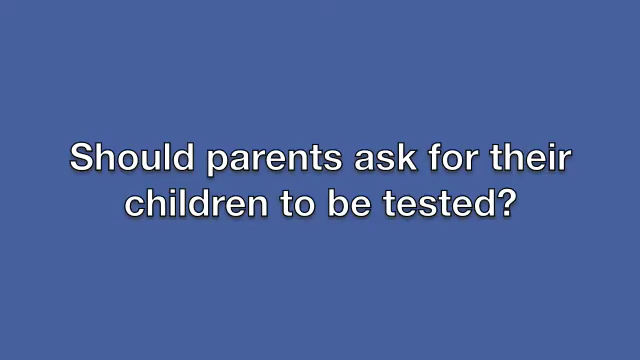 Should parents ask for their
children to be tested?